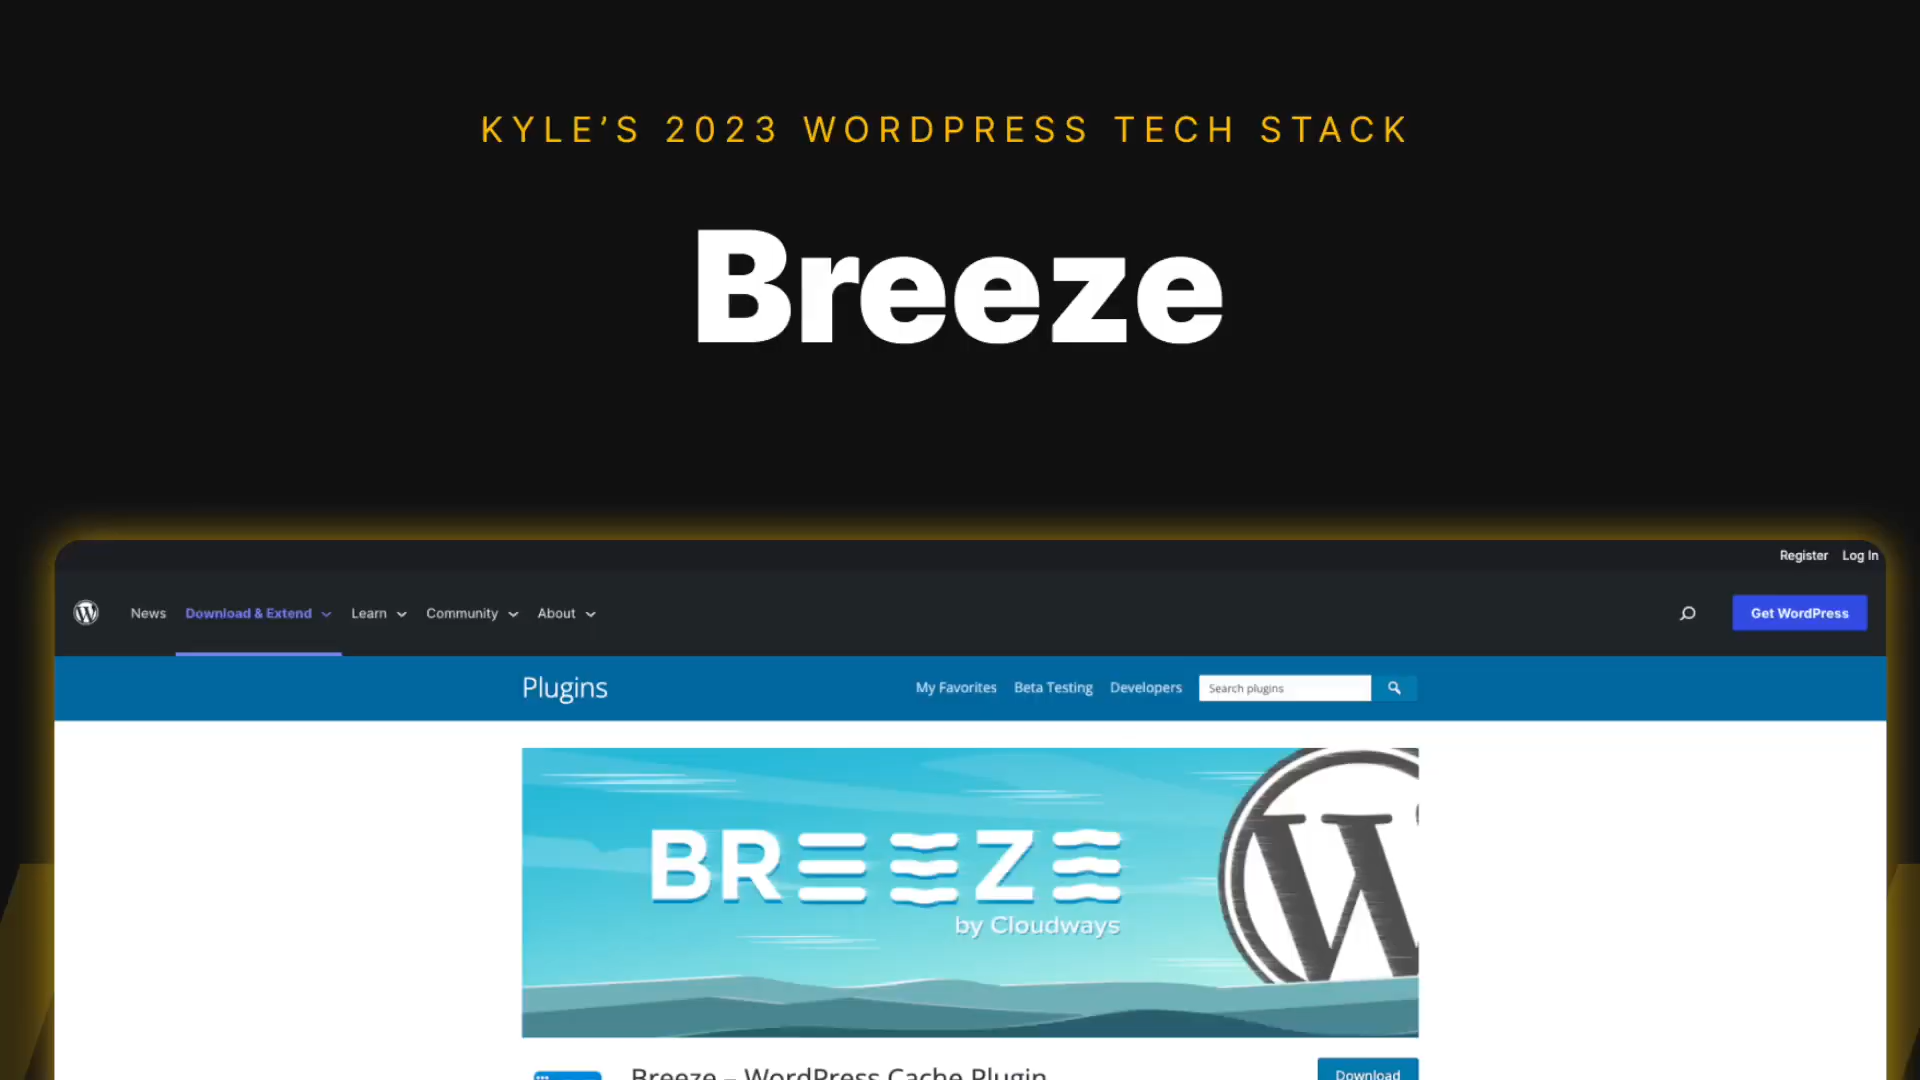 KYLE’S 2023 WORDPRESS TECH STACK
Breeze
Register Log In
News Download & Extend Learn Community About Get WordPress
Plugins My Favorites Beta Testing Developers Search plugins
BREEZE
by Cloudways
Breeze – WordPress Cache Plugin Download